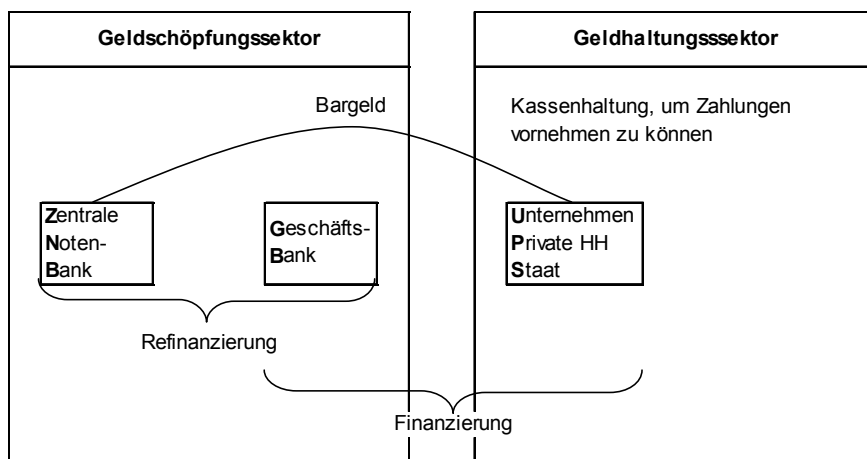 Geldschöpfungssektor
Geldhaltungsssektor
Bargeld
Kassenhaltung, um Zahlungen
vornehmen zu können
Zentrale
Noten-
Bank
Geschäfts-
Bank
Unternehmen
Private HH
Staat
Refinanzierung
Finanzierung